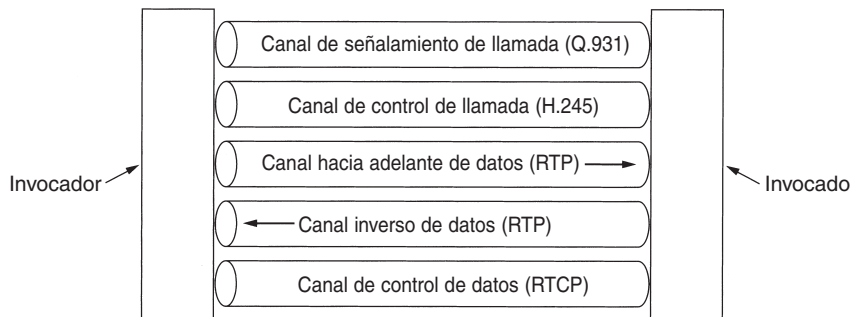 Canal de señalamiento de llamada (Q.931)
Canal de control de llamada (H.245)
Canal hacia adelante de datos (RTP)
Invocador
Invocado
Canal inverso de datos (RTP)
Canal de control de datos (RTCP)